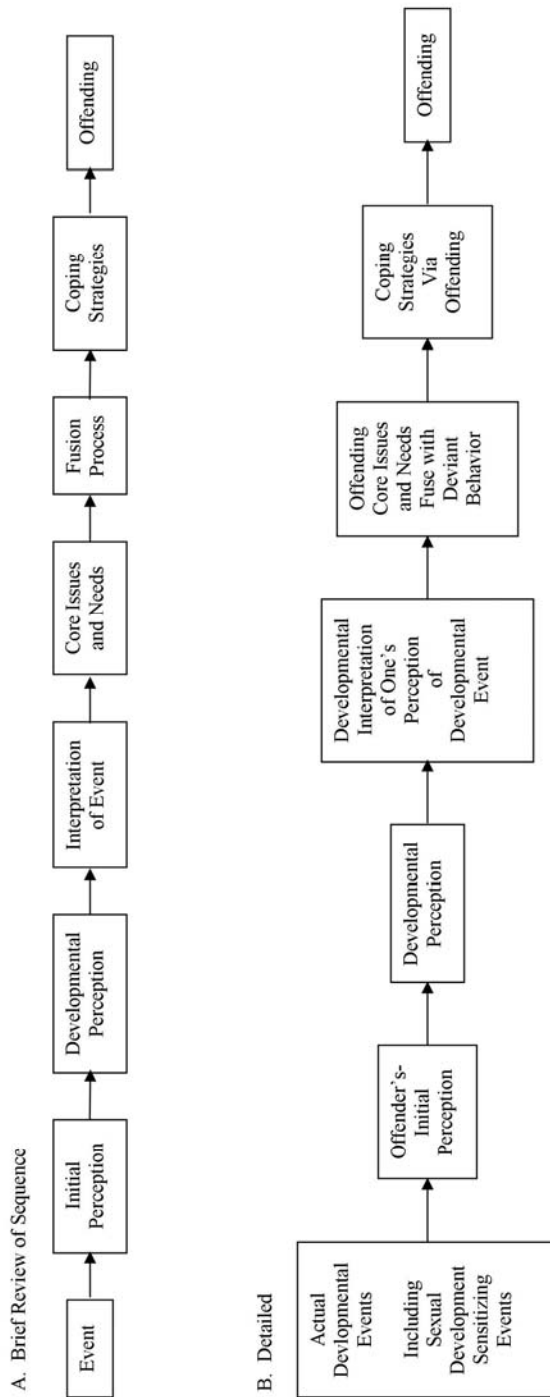 A. Brief Review of Sequence
Event
Initial
Perception
Developmental
Perception
Interpretation
of Event
Core Issues
and Needs
Fusion
Process
Coping
Strategies
Offending
B. Detailed
Actual
Devlopmental
Events
Including
Sexual
Development
Sensitizing
Events
Offender's-
Initial
Perception
Developmental
Perception
Developmental
Interpretation
of One's
Perception
of
Developmental
Event
Offending
Core Issues
and Needs
Fuse with
Deviant
Behavior
Coping
Strategies
Via
Offending
Offending